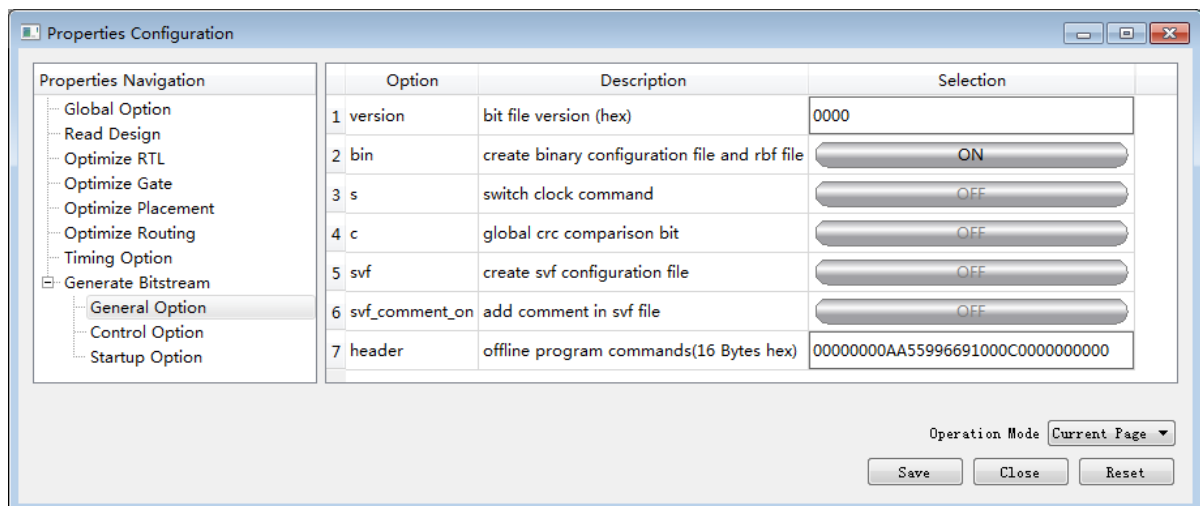 Properties Configuration
Properties Navigation
Global Option
Read Design
Optimize RTL
Optimize Gate
Optimize Placement
Optimize Routing
Timing Option
Generate Bitstream
General Option
Control Option
Startup Option
Option Description Selection
1 version bit file version (hex) 0000
2 bin create binary configuration file and rbf file ON
3 s switch clock command OFF
4 c global crc comparison bit OFF
5 svf create svf configuration file OFF
6 svf_comment_on add comment in svf file OFF
7 header offline program commands(16 Bytes hex) 00000000AA55996691000C0000000000
Operation Mode Current Page
Save Close Reset